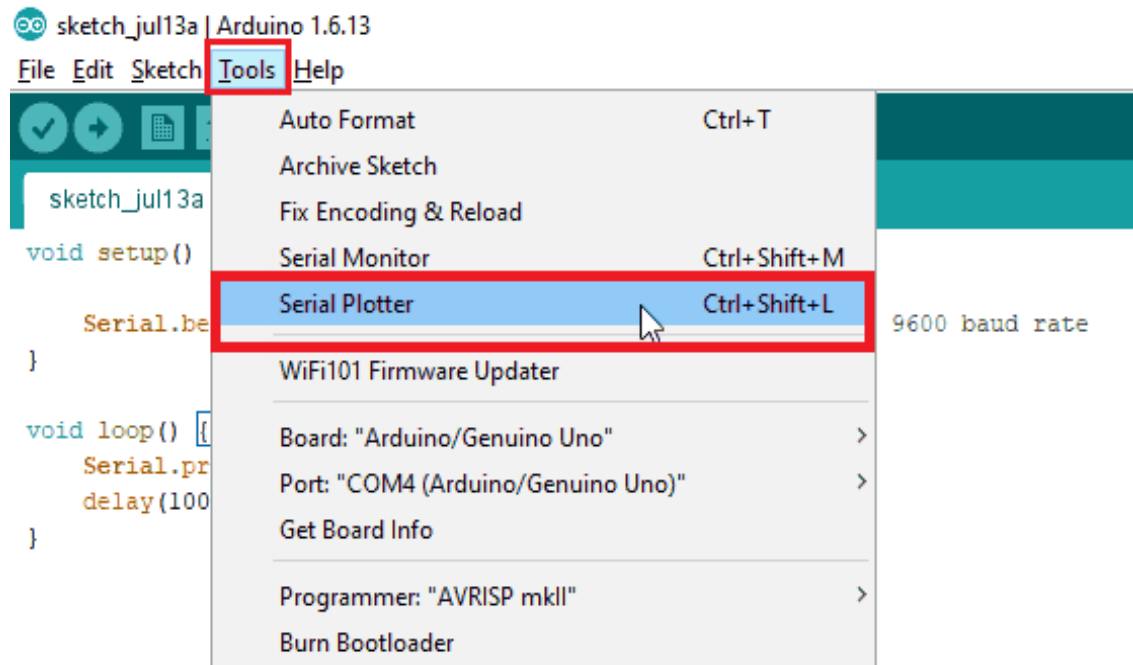 sketch_jul13a | Arduino 1.6.13
File Edit Sketch Tools Help
Auto Format Ctrl+T
Archive Sketch
sketch_jul13a
Fix Encoding & Reload
void setup()
Serial Monitor Ctrl+Shift+M
Serial Plotter Ctrl+Shift+L
Serial.be 9600 baud rate
}
WiFi101 Firmware Updater
void loop() {
Board: "Arduino/Genuino Uno"
Serial.pr
Port: "COM4 (Arduino/Genuino Uno)"
delay(100
Get Board Info
}
Programmer: "AVRISP mkII"
Burn Bootloader